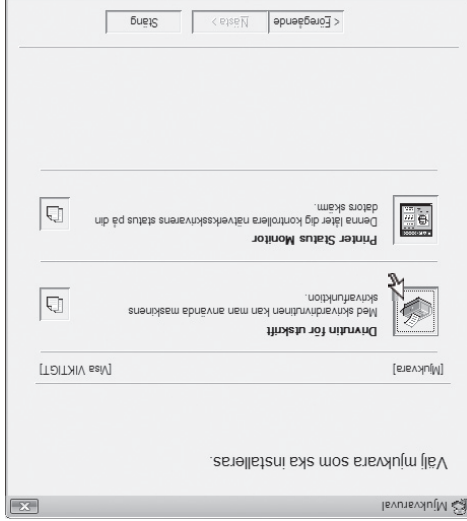 Mjukvaruval
Välj mjukvara som ska installeras.
[Mjukvara] [Visa VIKTIGT]
Drivrutin för utskrift
Med skrivardrivrutinen kan man använda maskinens
skrivarfunktion.
Printer Status Monitor
Denna låter dig kontrollera nätverksskrivarens status på din
dators skärm.
< Föregående Nästa > Stäng